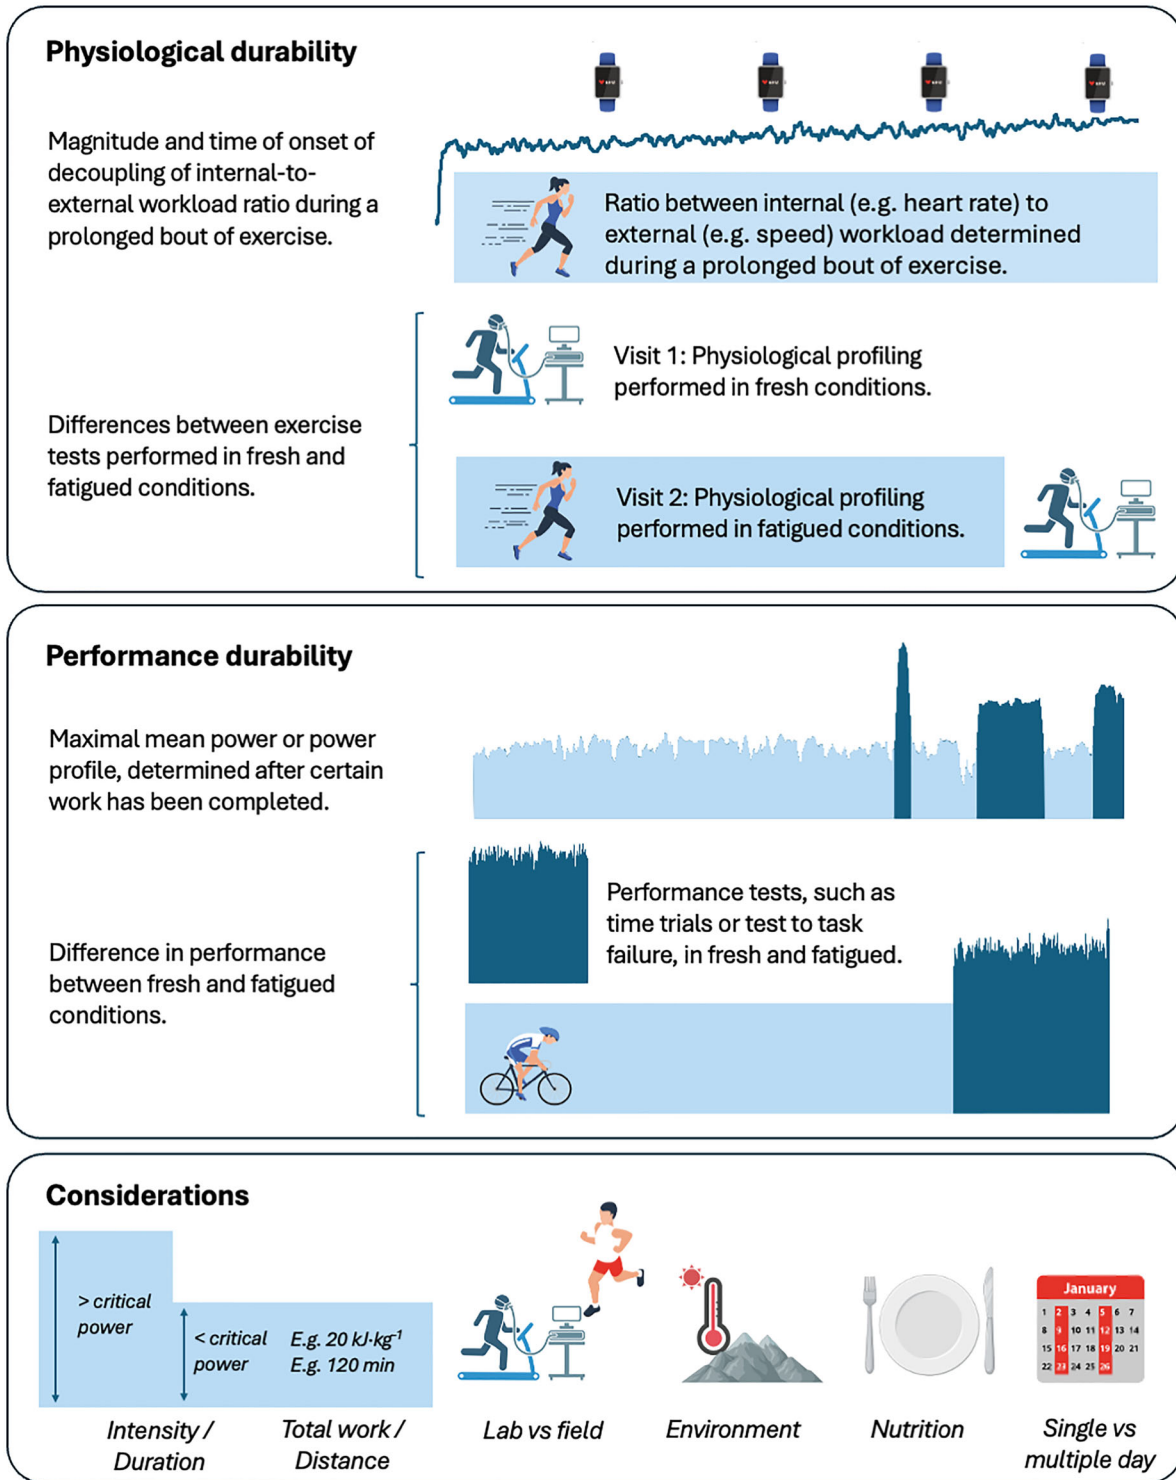 Physiological durability
Magnitude and time of onset of
decoupling of internal-to-
external workload ratio during a
prolonged bout of exercise.
Ratio between internal (e.g. heart rate) to
external (e.g. speed) workload determined
during a prolonged bout of exercise.
Differences between exercise
tests performed in fresh and
fatigued conditions.
Visit 1: Physiological profiling
performed in fresh conditions.
Visit 2: Physiological profiling
performed in fatigued conditions.
Performance durability
Maximal mean power or power
profile, determined after certain
work has been completed.
Difference in performance
between fresh and fatigued
conditions.
Performance tests, such as
time trials or test to task
failure, in fresh and fatigued.
Considerations
> critical
power
< critical
power
E.g. 20 kJ·kg⁻¹
E.g. 120 min
January
1 2 3 4 5 6 7
8 9 10 11 12 13 14
15 16 17 18 19 20 21
22 23 24 25 26
Intensity /
Duration
Total work /
Distance
Lab vs field
Environment
Nutrition
Single vs
multiple day